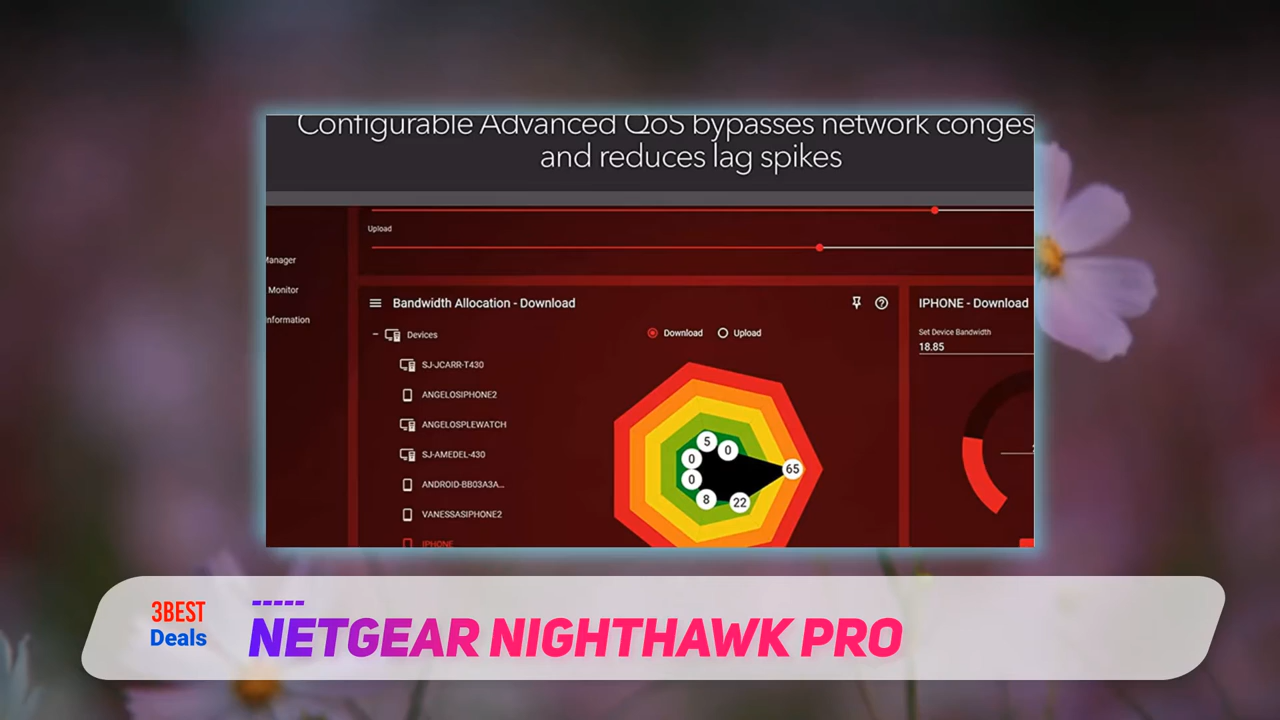 Configurable Advanced QoS bypasses network conges
and reduces lag spikes
Upload
Manager
Monitor
nformation
Bandwidth Allocation - Download
Devices
Download
Upload
SJ-JCARR-T430
ANGELOSIPHONE2
ANGELOSPLEWATCH
SJ-AMEDEL-430
ANDROID-BB03A3A...
VANESSASIPHONE2
IPHONE
5
0
0
65
0
8
22
IPHONE - Download
Set Device Bandwidth
18.85
3BEST
Deals
NETGEAR NIGHTHAWK PRO